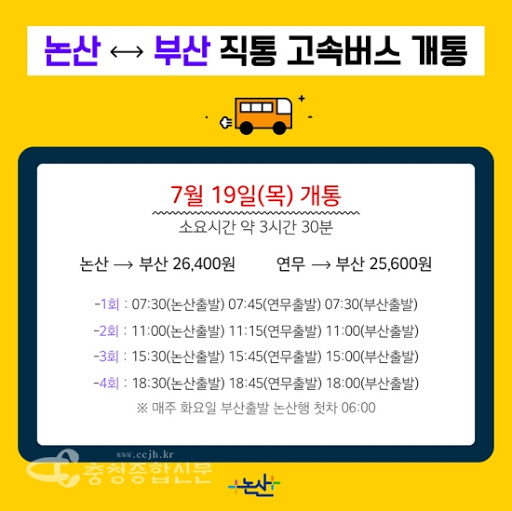 논산 ↔ 부산 직통 고속버스 개통
7월 19일(목) 개통
소요시간 약 3시간 30분
논산 → 부산 26,400원 연무 → 부산 25,600원
-1회 : 07:30(논산출발) 07:45(연무출발) 07:30(부산출발)
-2회 : 11:00(논산출발) 11:15(연무출발) 11:00(부산출발)
-3회 : 15:30(논산출발) 15:45(연무출발) 15:00(부산출발)
-4회 : 18:30(논산출발) 18:45(연무출발) 18:00(부산출발)
※ 매주 화요일 부산출발 논산행 첫차 06:00
www.ccjh.kr
충청종합신문
논산